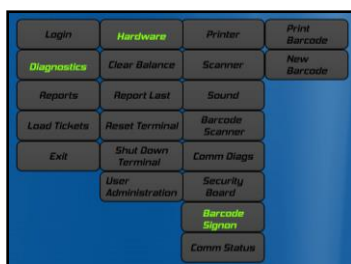 Login
Hardware
Printer
Print
Barcode
Diagnostics
Clear Balance
Scanner
New
Barcode
Reports
Report Last
Sound
Load Tickets
Reset Terminal
Barcode
Scanner
Exit
Shut Down
Terminal
Comm Diags
User
Administration
Security
Board
Barcode
Signon
Comm Status